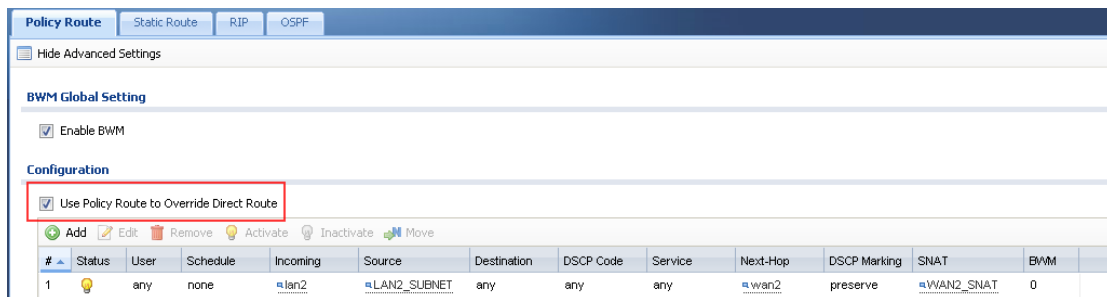 Policy Route Static Route RIP OSPF
Hide Advanced Settings
BWM Global Setting
Enable BWM
Configuration
Use Policy Route to Override Direct Route
Add Edit Remove Activate Inactivate Move
# Status User Schedule Incoming Source Destination DSCP Code Service Next-Hop DSCP Marking SNAT BWM
1 any none lan2 LAN2_SUBNET any any any wan2 preserve WAN2_SNAT 0